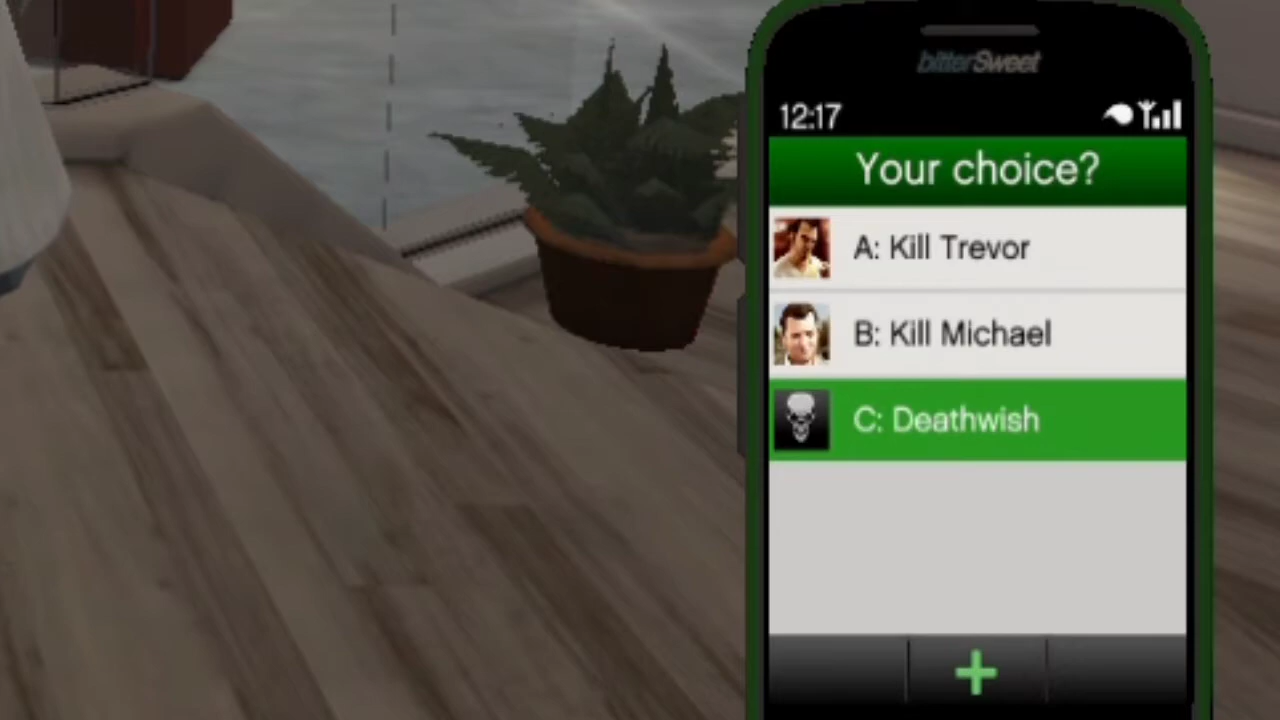 bitterSweet
12:17
Your choice?
A: Kill Trevor
B: Kill Michael
C: Deathwish